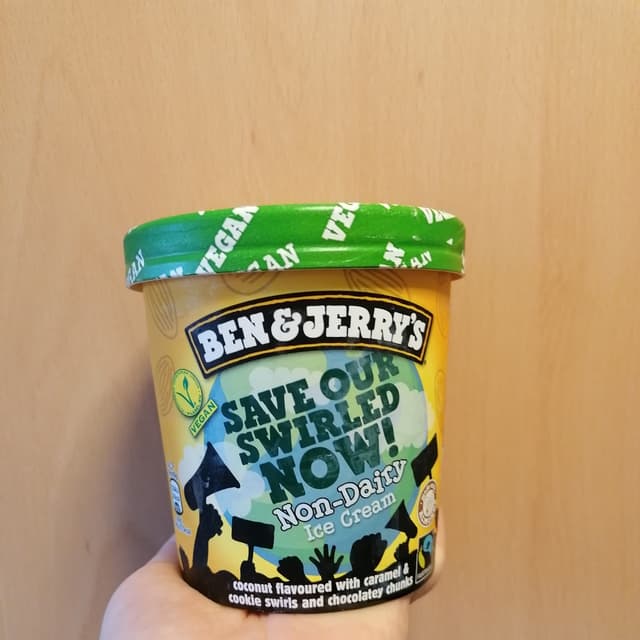 VEGAN
VEGAN
BEN & JERRY'S
VEGAN
SAVE OUR
SWIRLED
NOW!
Non-Dairy
Ice Cream
coconut flavoured with caramel &
cookie swirls and chocolatey chunks